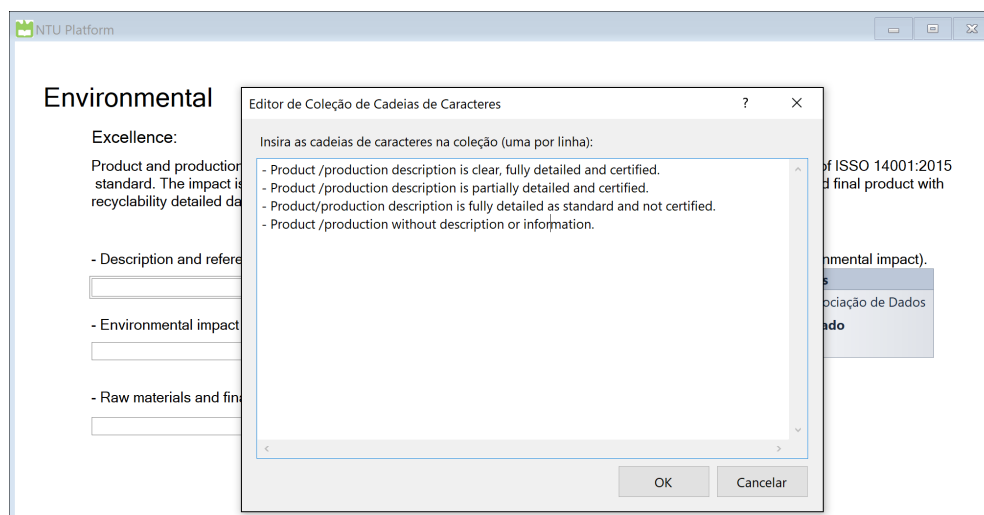 NTU Platform
Environmental
Excellence:
Product and production
of ISSO 14001:2015
standard. The impact is
d final product with
recyclability detailed da
- Description and refere
nmental impact).
- Environmental impact
- Raw materials and fina
Editor de Coleção de Cadeias de Caracteres
Insira as cadeias de caracteres na coleção (uma por linha):
- Product /production description is clear, fully detailed and certified.
- Product /production description is partially detailed and certified.
- Product/production description is fully detailed as standard and not certified.
- Product /production without description or information.
OK
Cancelar
s
ociação de Dados
ado